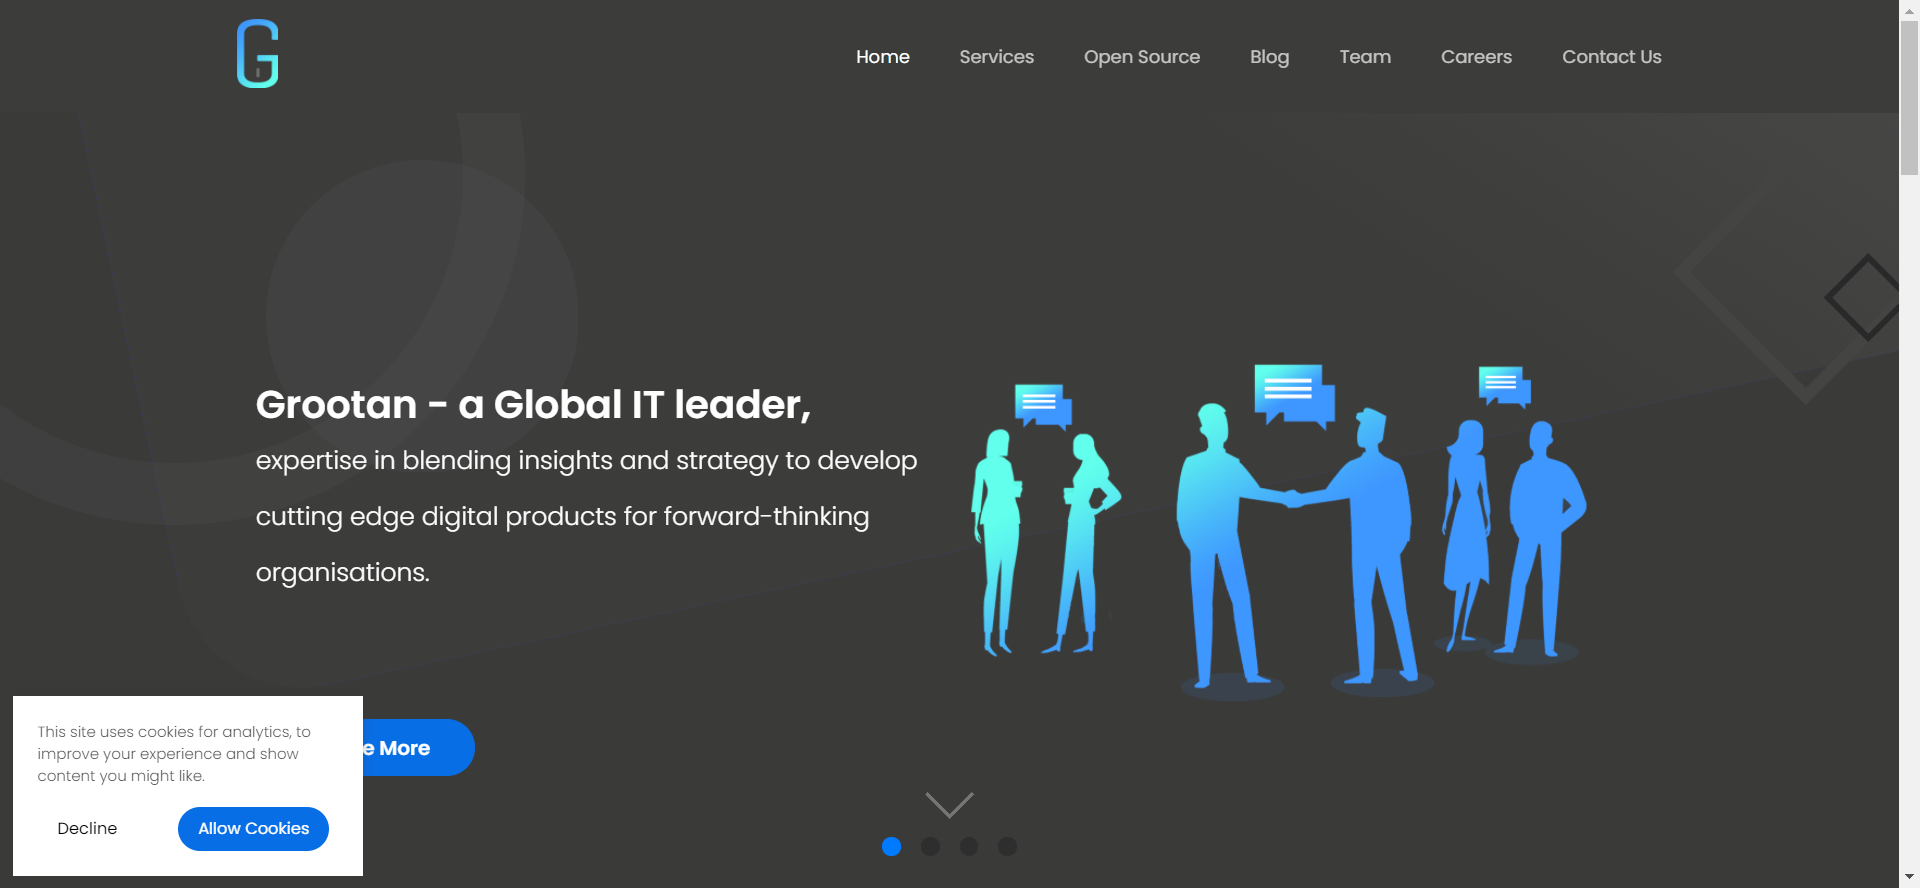 G
Home Services Open Source Blog Team Careers Contact Us
Grootan - a Global IT leader,
expertise in blending insights and strategy to develop
cutting edge digital products for forward-thinking
organisations.
e More
This site uses cookies for analytics, to
improve your experience and show
content you might like.
Decline Allow Cookies